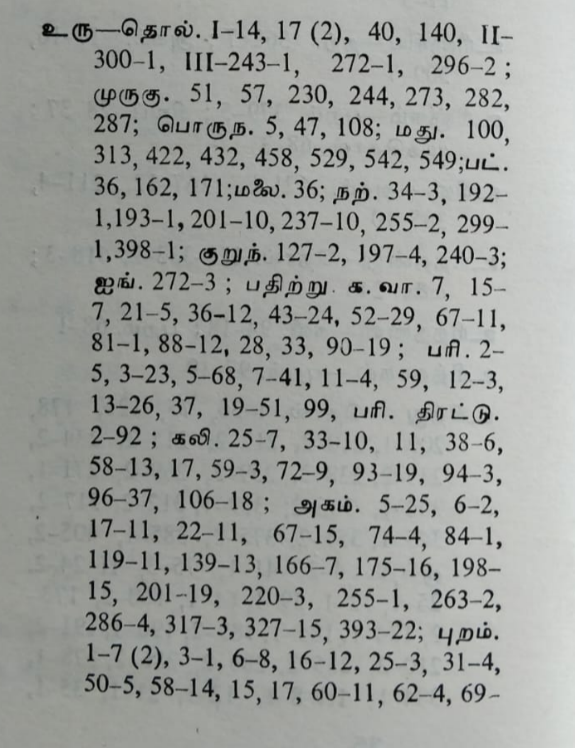 உரு—தொல். I–14, 17 (2), 40, 140, II–
300–1, III–243–1, 272–1, 296–2 ;
முருகு. 51, 57, 230, 244, 273, 282,
287; பொருந. 5, 47, 108; மது. 100,
313, 422, 432, 458, 529, 542, 549;பட்.
36, 162, 171;மலை. 36; நற். 34–3, 192–
1,193–1, 201–10, 237–10, 255–2, 299–
1,398–1; குறுந். 127–2, 197–4, 240–3;
ஐங். 272–3 ; பதிற்று. க. வா. 7, 15–
7, 21–5, 36–12, 43–24, 52–29, 67–11,
81–1, 88–12, 28, 33, 90–19 ; பரி. 2–
5, 3–23, 5–68, 7–41, 11–4, 59, 12–3,
13–26, 37, 19–51, 99, பரி. திரட்டு.
2–92 ; கலி. 25–7, 33–10, 11, 38–6,
58–13, 17, 59–3, 72–9, 93–19, 94–3,
96–37, 106–18 ; அகம். 5–25, 6–2,
17–11, 22–11, 67–15, 74–4, 84–1,
119–11, 139–13, 166–7, 175–16, 198–
15, 201–19, 220–3, 255–1, 263–2,
286–4, 317–3, 327–15, 393–22; புறம்.
1–7 (2), 3–1, 6–8, 16–12, 25–3, 31–4,
50–5, 58–14, 15, 17, 60–11, 62–4, 69–